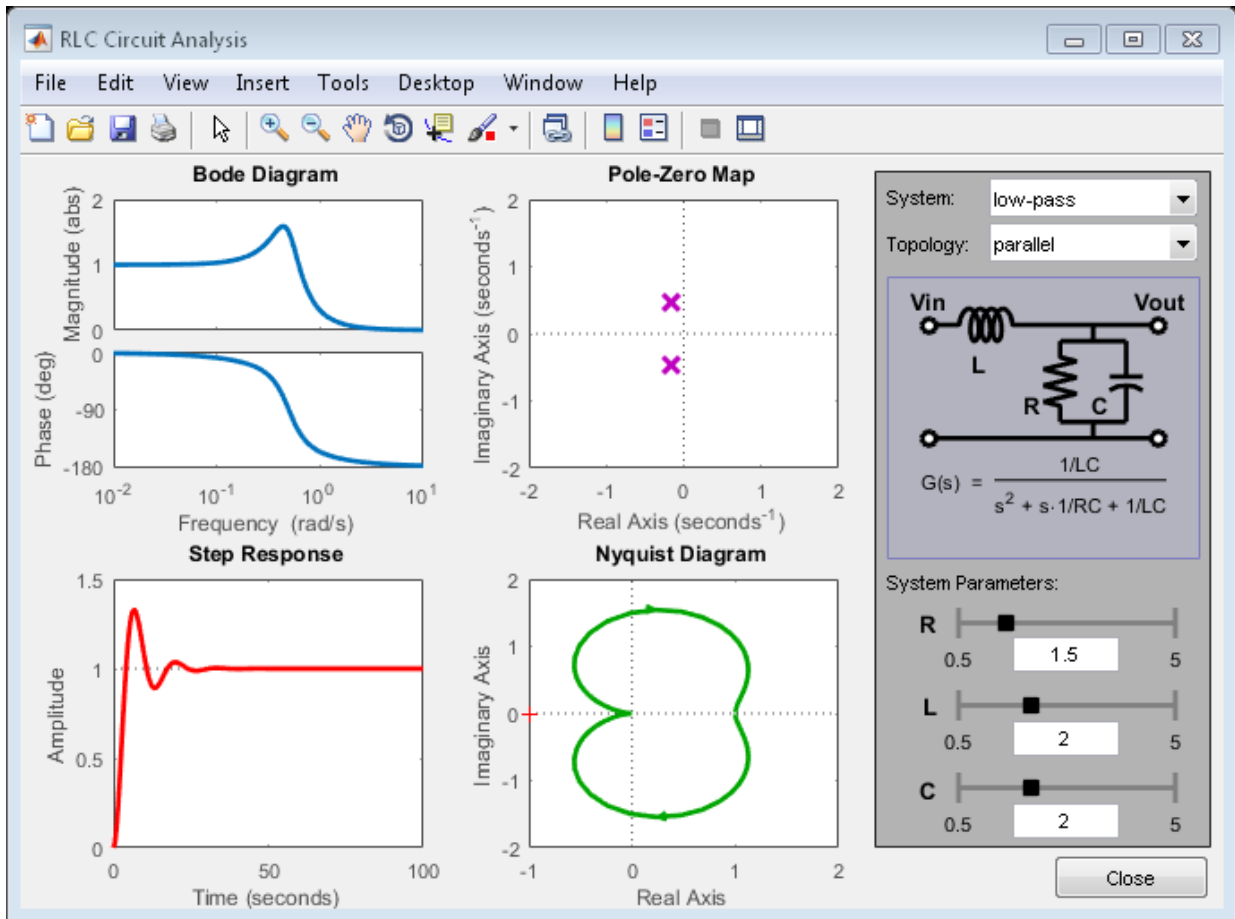 RLC Circuit Analysis
File Edit View Insert Tools Desktop Window Help
Bode Diagram
Magnitude (abs)
2
1
0
Phase (deg)
0
-90
-180
10^-2 10^-1 10^0 10^1
Frequency (rad/s)
Pole-Zero Map
Imaginary Axis (seconds^-1)
2
1
0
-1
-2
-2 -1 0 1 2
Real Axis (seconds^-1)
Step Response
Amplitude
1.5
1
0.5
0
0 50 100
Time (seconds)
Nyquist Diagram
Imaginary Axis
2
1
0
-1
-2
-1 0 1 2
Real Axis
System: low-pass
Topology: parallel
Vin Vout
L
R C
1/LC
G(s) =
s^2 + s·1/RC + 1/LC
System Parameters:
R
0.5 1.5 5
L
0.5 2 5
C
0.5 2 5
Close